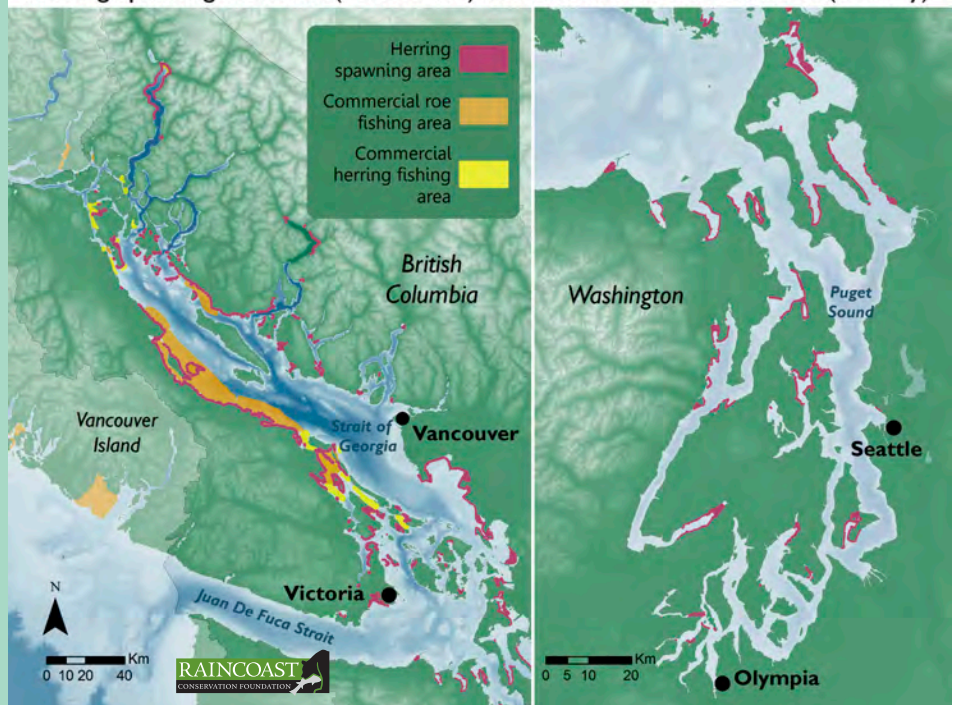 Herring
spawning area
Commercial roe
fishing area
Commercial
herring fishing
area
British
Columbia
Vancouver
Island
Strait of
Georgia
Vancouver
Victoria
Juan De Fuca Strait
N
Km
0 10 20 40
RAINCOAST
CONSERVATION FOUNDATION
Washington
Puget
Sound
Seattle
Olympia
Km
0 5 10 20